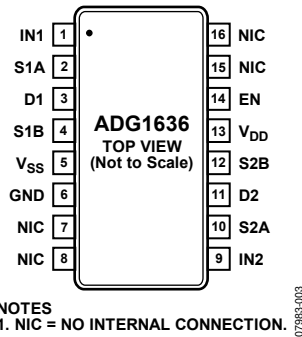 IN1 1
S1A 2
D1 3
S1B 4
VSS 5
GND 6
NIC 7
NIC 8
ADG1636
TOP VIEW
(Not to Scale)
16 NIC
15 NIC
14 EN
13 VDD
12 S2B
11 D2
10 S2A
9 IN2
NOTES
1. NIC = NO INTERNAL CONNECTION.
07983-003